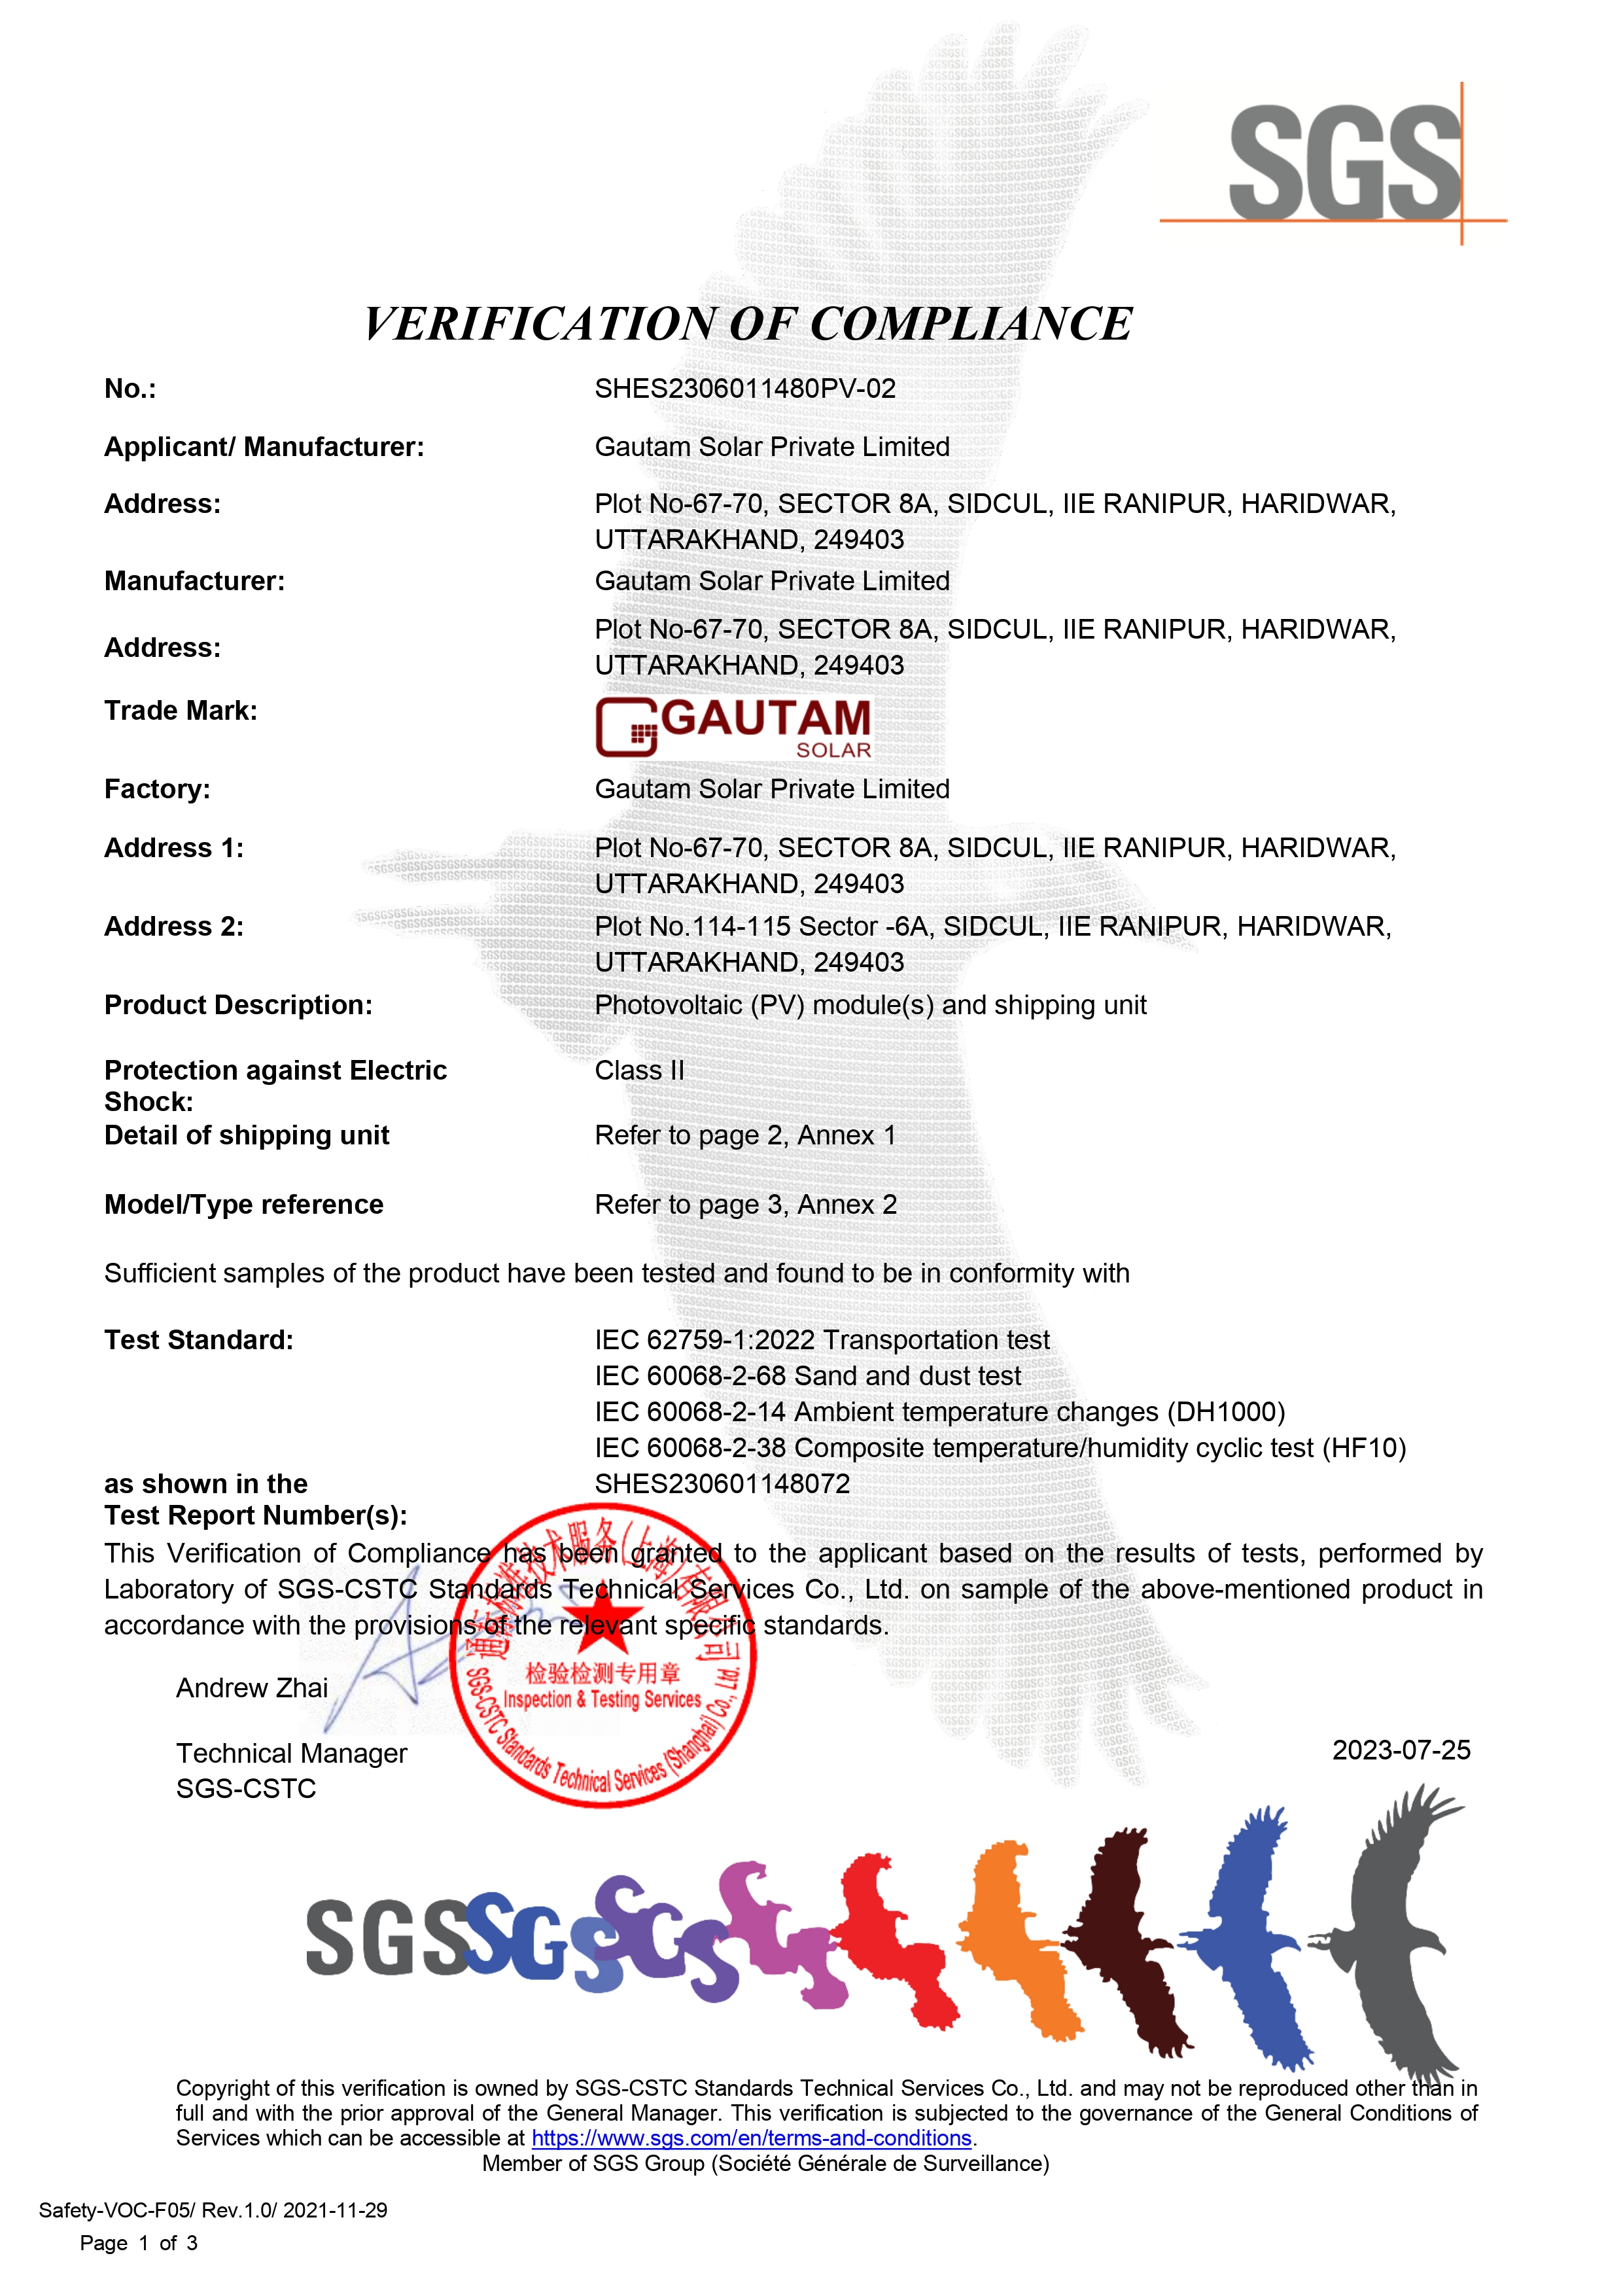 SGS
VERIFICATION OF COMPLIANCE
No.: SHES2306011480PV-02
Applicant/ Manufacturer: Gautam Solar Private Limited
Address: Plot No-67-70, SECTOR 8A, SIDCUL, IIE RANIPUR, HARIDWAR,
UTTARAKHAND, 249403
Manufacturer: Gautam Solar Private Limited
Address: Plot No-67-70, SECTOR 8A, SIDCUL, IIE RANIPUR, HARIDWAR,
UTTARAKHAND, 249403
Trade Mark: GAUTAM
SOLAR
Factory: Gautam Solar Private Limited
Address 1: Plot No-67-70, SECTOR 8A, SIDCUL, IIE RANIPUR, HARIDWAR,
UTTARAKHAND, 249403
Address 2: Plot No.114-115 Sector -6A, SIDCUL, IIE RANIPUR, HARIDWAR,
UTTARAKHAND, 249403
Product Description: Photovoltaic (PV) module(s) and shipping unit
Protection against Electric Class II
Shock:
Detail of shipping unit Refer to page 2, Annex 1
Model/Type reference Refer to page 3, Annex 2
Sufficient samples of the product have been tested and found to be in conformity with
Test Standard: IEC 62759-1:2022 Transportation test
IEC 60068-2-68 Sand and dust test
IEC 60068-2-14 Ambient temperature changes (DH1000)
IEC 60068-2-38 Composite temperature/humidity cyclic test (HF10)
as shown in the SHES230601148072
Test Report Number(s):
This Verification of Compliance has been granted to the applicant based on the results of tests, performed by
Laboratory of SGS-CSTC Standards Technical Services Co., Ltd. on sample of the above-mentioned product in
accordance with the provisions of the relevant specific standards.
通标标准技术服务(上海)有限公司
检验检测专用章
Inspection & Testing Services
SGS-CSTC Standards Technical Services (Shanghai) Co., Ltd.
Andrew Zhai
Technical Manager 2023-07-25
SGS-CSTC
SGS SGS SGS SGS
Copyright of this verification is owned by SGS-CSTC Standards Technical Services Co., Ltd. and may not be reproduced other than in
full and with the prior approval of the General Manager. This verification is subjected to the governance of the General Conditions of
Services which can be accessible at https://www.sgs.com/en/terms-and-conditions.
Member of SGS Group (Société Générale de Surveillance)
Safety-VOC-F05/ Rev.1.0/ 2021-11-29
Page 1 of 3